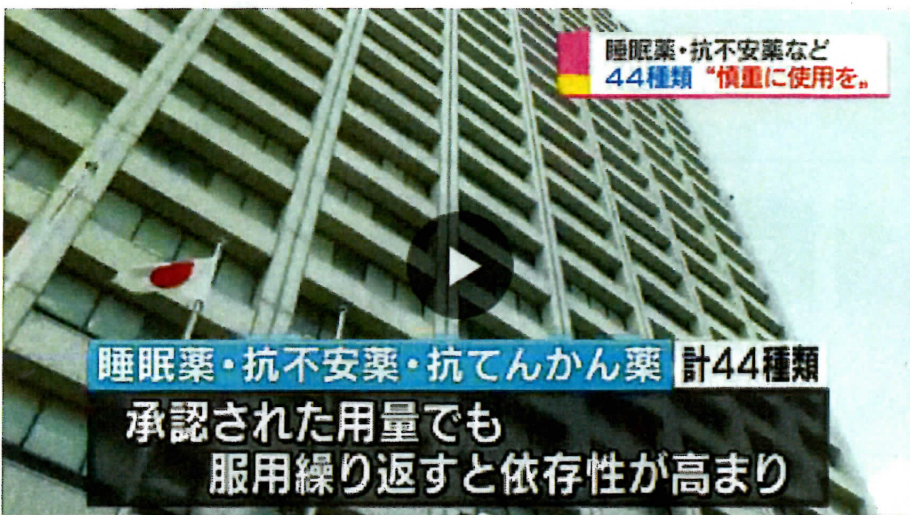 睡眠薬・抗不安薬など
44種類 〝慎重に使用を〟
睡眠薬・抗不安薬・抗てんかん薬 計44種類
承認された用量でも
服用繰り返すと依存性が高まり